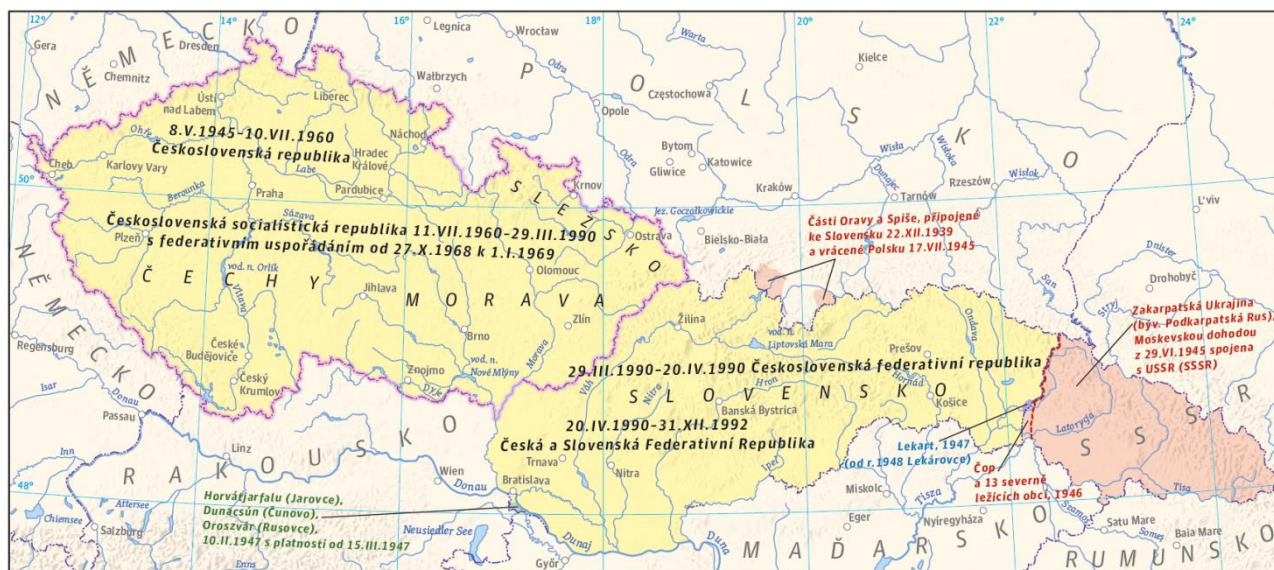 12°
14°
16°
18°
20°
22°
24°
50°
48°
NĚMECKO
NĚMECKO
POLSKO
RAKOUSKO
MAĎARSKO
RUMUNSKO
SSSR
ČECHY
MORAVA
SLEZSKO
SLOVENSKO
8.V.1945–10.VII.1960
Československá republika
Československá socialistická republika 11.VII.1960–29.III.1990
s federativním uspořádáním od 27.X.1968 k 1.I.1969
29.III.1990–20.IV.1990 Československá federativní republika
20.IV.1990–31.XII.1992
Česká a Slovenská Federativní Republika
Části Oravy a Spiše, připojené
ke Slovensku 22.XII.1939
a vrácené Polsku 17.VII.1945
Zakarpatská Ukrajina
(býv. Podkarpatská Rus),
Moskevskou dohodou
z 29.VI.1945 spojena
s USSR (SSSR)
Lekart, 1947
(od r.1948 Lekárovce)
Čop
a 13 severně
ležících obcí, 1946
Horvátjarfalu (Jarovce),
Dunacsún (Čunovo),
Oroszvár (Rusovce),
10.II.1947 s platností od 15.III.1947
Gera
Chemnitz
Dresden
Legnica
Wrocław
Wałbrzych
Opole
Częstochowa
Kielce
Bytom
Gliwice
Katowice
Kraków
Tarnów
Rzeszów
L'viv
Drohobyč
Bielsko-Biała
Ústí
nad Labem
Liberec
Náchod
Hradec
Králové
Pardubice
Karlovy Vary
Cheb
Praha
Plzeň
Krnov
Ostrava
Olomouc
Jihlava
Brno
Zlín
Znojmo
České
Budějovice
Český
Krumlov
Žilina
Prešov
Košice
Banská Bystrica
Trnava
Nitra
Bratislava
Regensburg
Passau
Linz
Wien
Salzburg
Győr
Miskolc
Eger
Nyíregyháza
Satu Mare
Baia Mare
Ohře
Labe
Berounka
Sázava
vod. n. Orlík
Vltava
Dyje
vod. n.
Nové Mlýny
Morava
Odra
Odra
Warta
Wisła
Wisłoka
Wisłok
Dunajec
San
Dnister
Stryj
Jez. Goczałkowickie
vod. n.
Liptovská Mara
Váh
Nitra
Hron
Hornád
Ondava
Ipeľ
Latorycja
Tisa
Tisza
Szamos
Someş
Isar
Donau
Donau
Dunaj
Duna
Inn
Enns
Chiemsee
Attersee
Neusiedler See